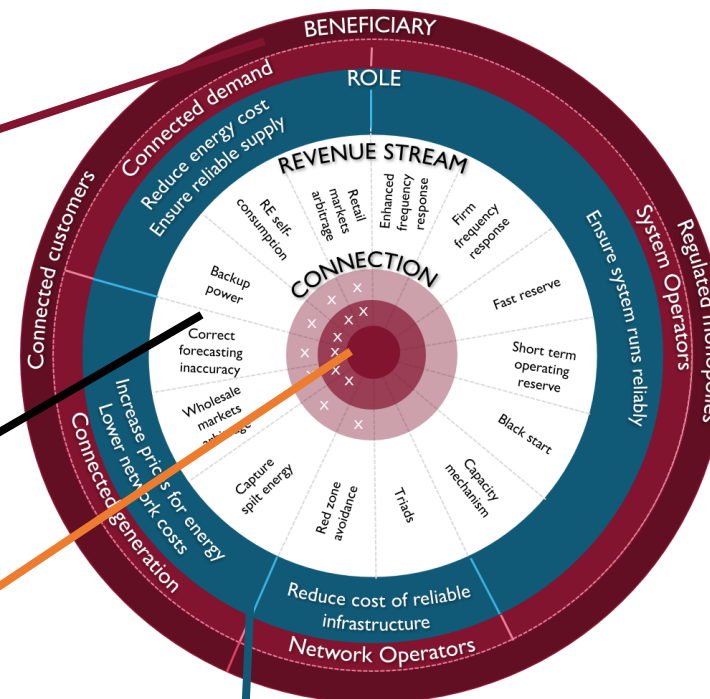 BENEFICIARY
Connected customers
Regulated monopolies
Connected demand
System Operators
Network Operators
Connected generation
ROLE
Reduce energy cost
Ensure reliable supply
Ensure system runs reliably
Reduce cost of reliable
infrastructure
Increase prices for energy
Lower network costs
REVENUE STREAM
Enhanced
frequency
response
Firm
frequency
response
Fast reserve
Short term
operating
reserve
Black start
Capacity
mechanism
Triads
Red zone
avoidance
Capture
spilt energy
Wholesale
markets
Correct
forecasting
inaccuracy
Backup
power
RE self-
consumption
Retail
markets
arbitrage
CONNECTION
x
x
x
x
x
x
x
x
x
x
x